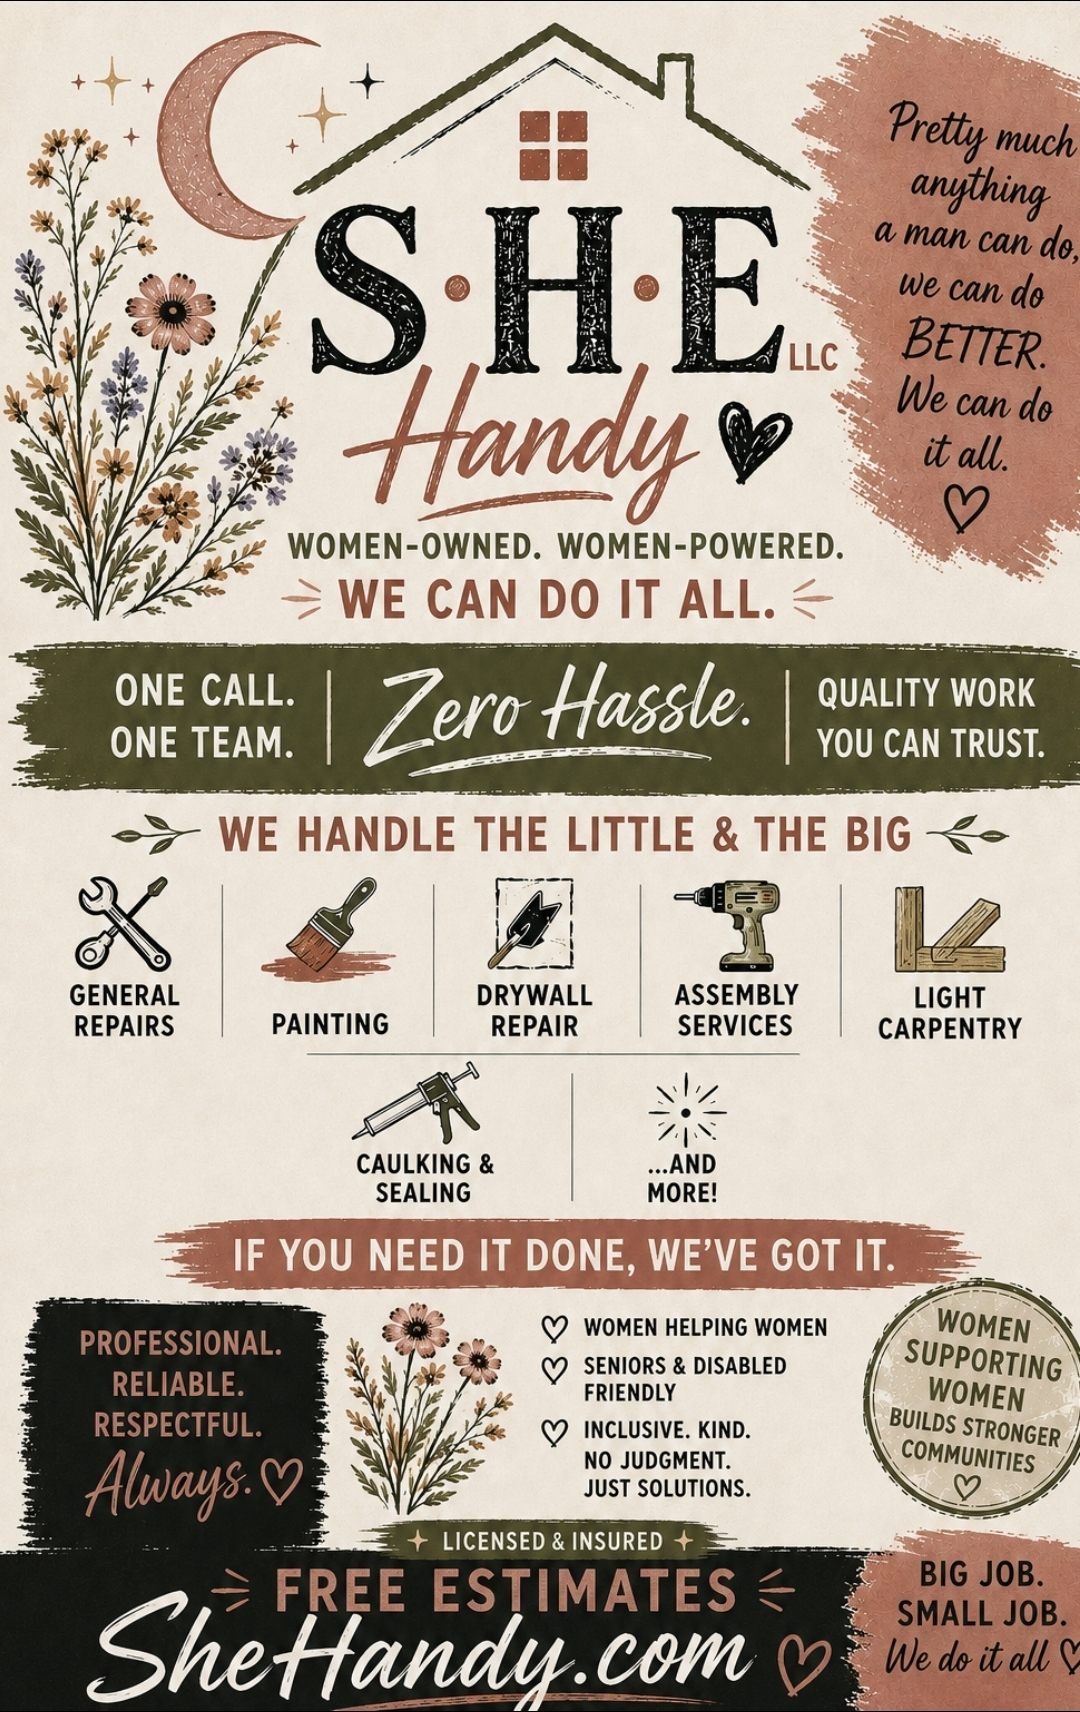 Pretty much
anything
a man can do,
we can do
BETTER.
We can do
it all.
S·H·E
LLC
Handy
WOMEN-OWNED. WOMEN-POWERED.
WE CAN DO IT ALL.
ONE CALL.
ONE TEAM.
Zero Hassle.
QUALITY WORK
YOU CAN TRUST.
WE HANDLE THE LITTLE & THE BIG
GENERAL
REPAIRS
PAINTING
DRYWALL
REPAIR
ASSEMBLY
SERVICES
LIGHT
CARPENTRY
CAULKING &
SEALING
...AND
MORE!
IF YOU NEED IT DONE, WE'VE GOT IT.
PROFESSIONAL.
RELIABLE.
RESPECTFUL.
Always.
WOMEN HELPING WOMEN
SENIORS & DISABLED
FRIENDLY
INCLUSIVE. KIND.
NO JUDGMENT.
JUST SOLUTIONS.
WOMEN
SUPPORTING
WOMEN
BUILDS STRONGER
COMMUNITIES
LICENSED & INSURED
FREE ESTIMATES
SheHandy.com
BIG JOB.
SMALL JOB.
We do it all